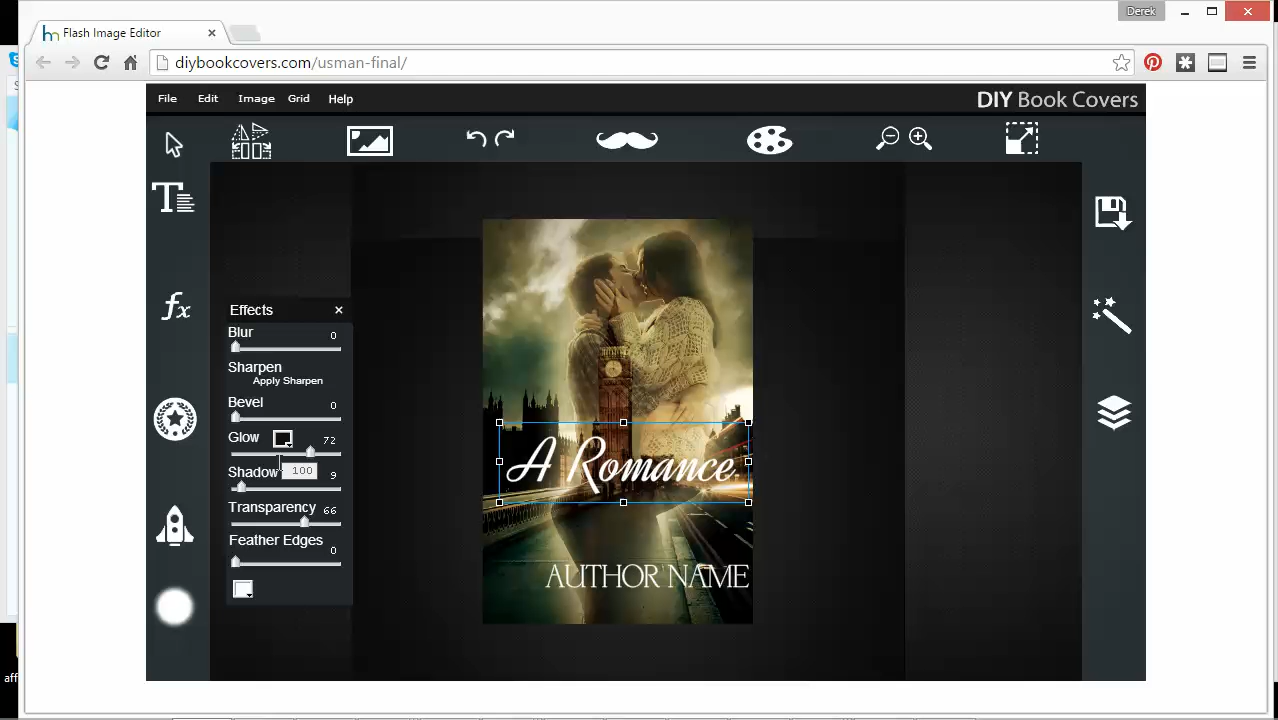 Derek
Flash Image Editor
diybookcovers.com/usman-final/
File Edit Image Grid Help
DIY Book Covers
T
fx
Effects
Blur 0
Sharpen
Apply Sharpen
Bevel 0
Glow 72
100
Shadow 9
Transparency 66
Feather Edges 0
A Romance
AUTHOR NAME
aff